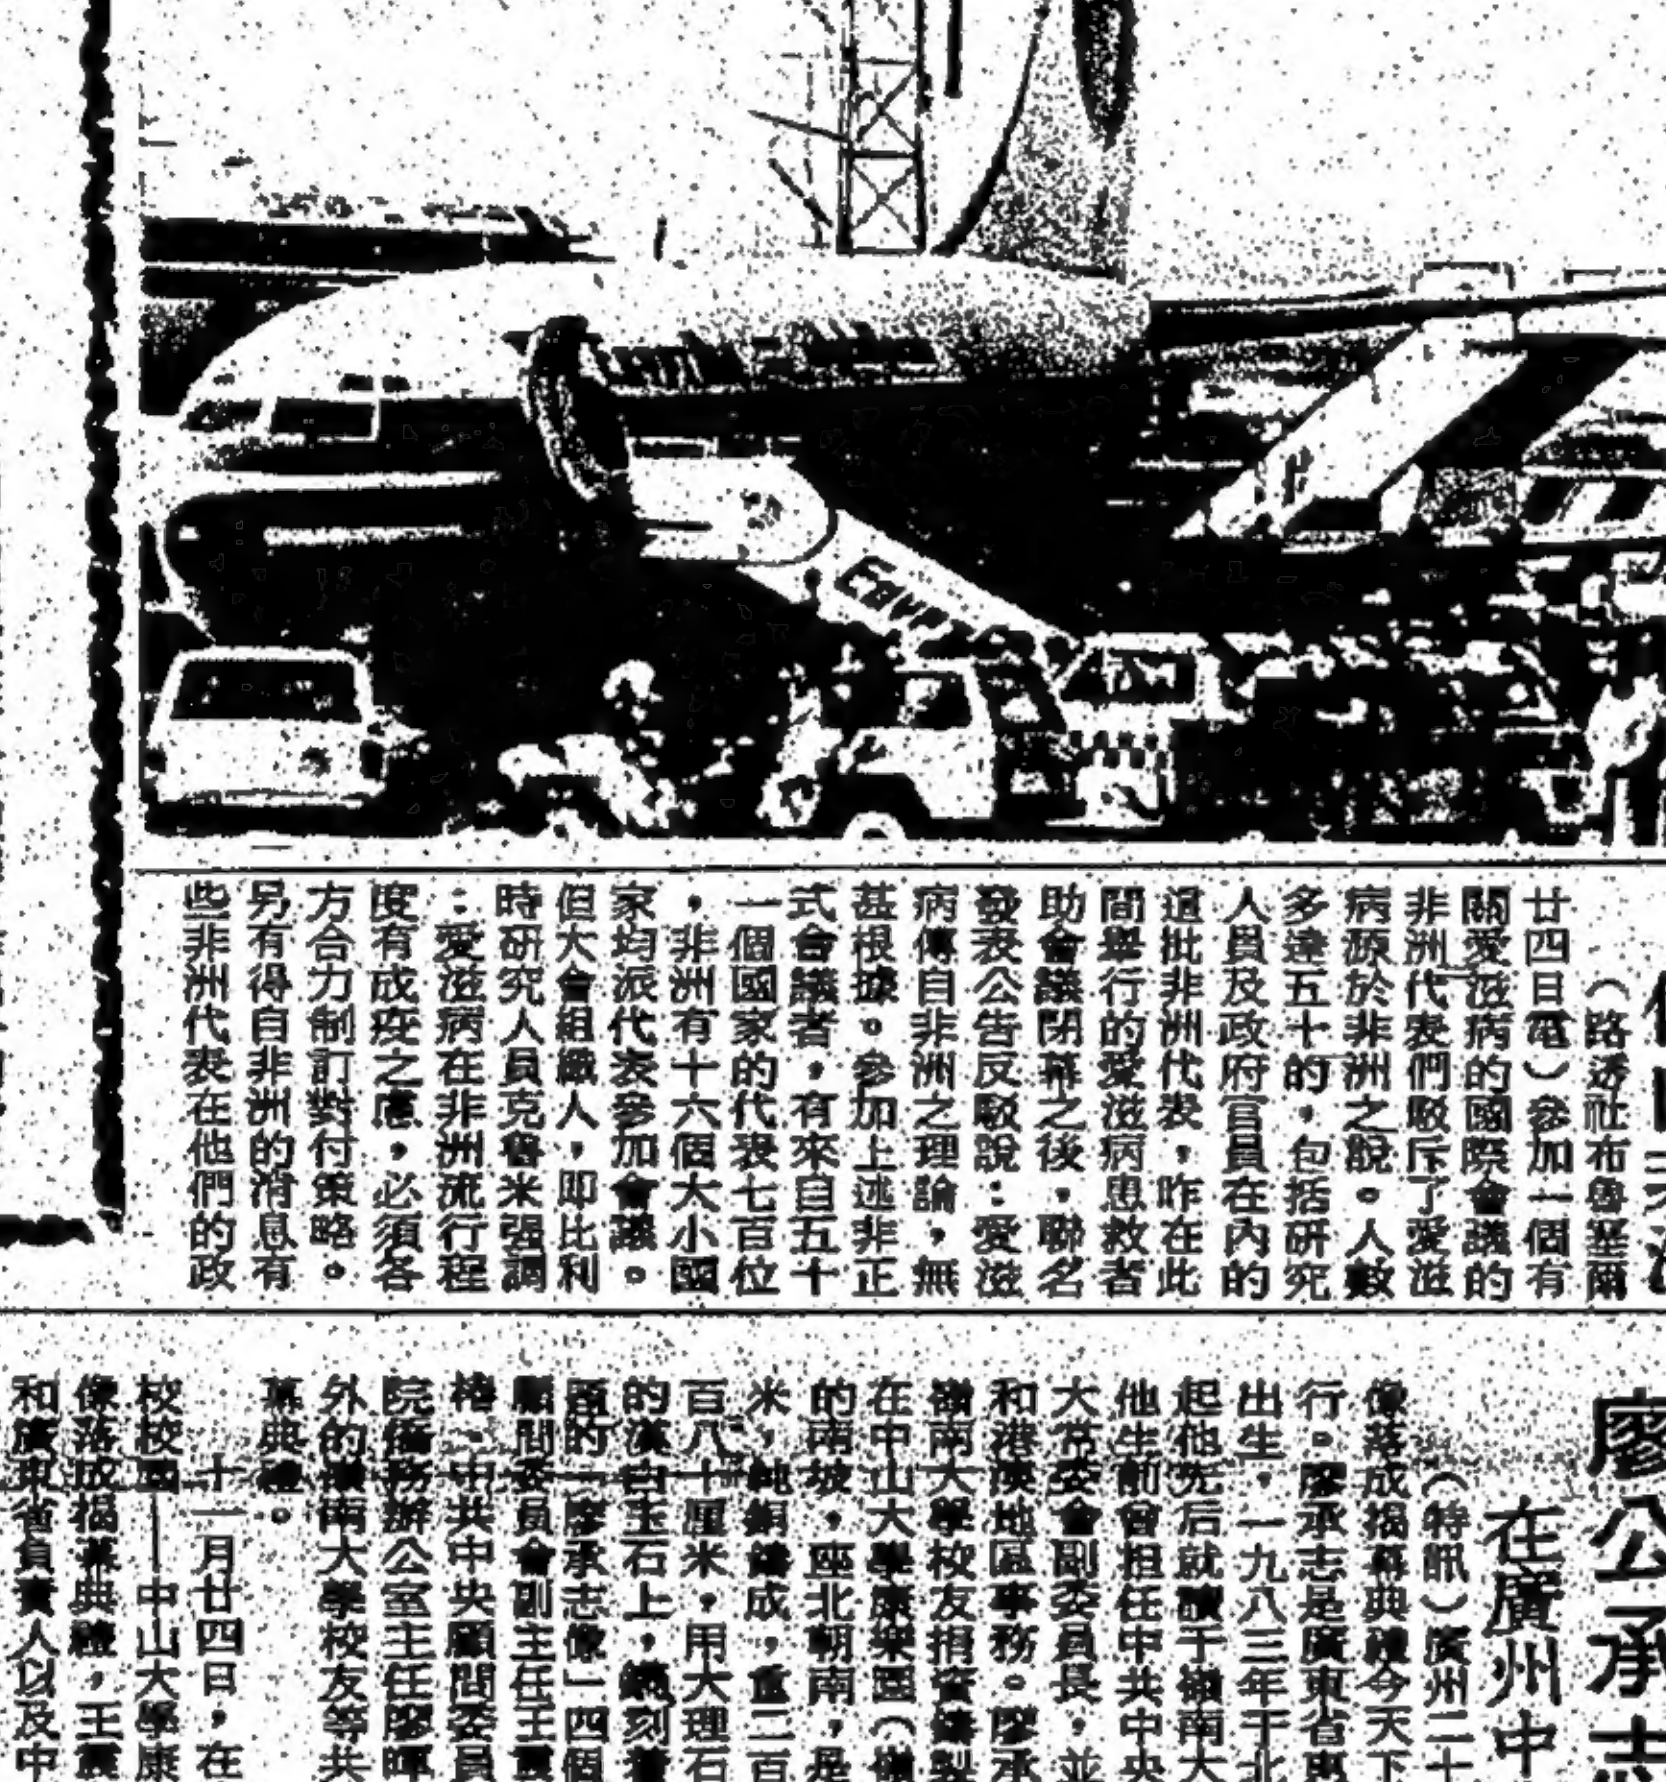 Egypt
（路透社布魯塞爾
廿四日電）參加一個有
關愛滋病的國際會議的
非洲代表們駁斥了愛滋
病源於非洲之說。人數
多達五十的，包括研究
人員及政府官員在內的
這批非洲代表，昨在此
間舉行的愛滋病患救者
助會議閉幕之後，聯名
發表公告反駁說：愛滋
病傳自非洲之理論，無
甚根據。參加上述非正
式會議者，有來自五十
一個國家的代表七百位
，非洲有十六個大小國
家均派代表參加會議。
但大會組織人，即比利
時研究人員克魯米强調
：愛滋病在非洲流行程
度有成疫之慮，必須各
方合力制訂對付策略。
另有得自非洲的消息有
些非洲代表在他們的政
廖公承志
在廣州中
（特訊）廣州二十
像落成揭幕典禮今天下
行。廖承志是廣東省惠
出生，一九八三年于北
起他先后就讀于嶺南大
他生前曾担任中共中央
大常委會副委員長，並
和港澳地區事務。廖承
嶺南大學校友捐資鑄製
在中山大學康樂園（
的南坡，座北朝南，是
米，純銅鑄成，重二百
百八十厘米，用大理石
的漢白玉石上，鐫刻着
題的「廖承志像」四個
顧問委員會副主任王震
椿、中共中央顧問委員
院僑務辦公室主任廖暉
外的嶺南大學校友等共
幕典禮。
十一月廿四日，在
校校園——中山大學康
像落成揭幕典禮，王震
和廣東省負責人以及中